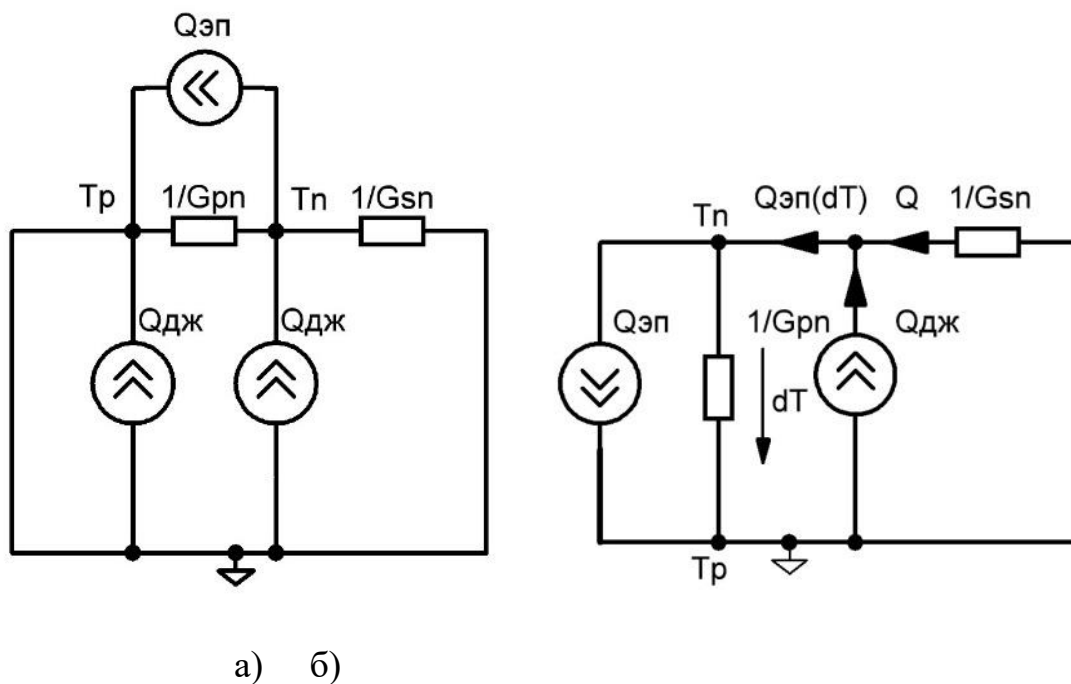 Qэп
Tp 1/Gpn Tn 1/Gsn
Qдж Qдж
Tn Qэп(dT) Q 1/Gsn
Qэп 1/Gpn Qдж
dT
Tp
а) б)